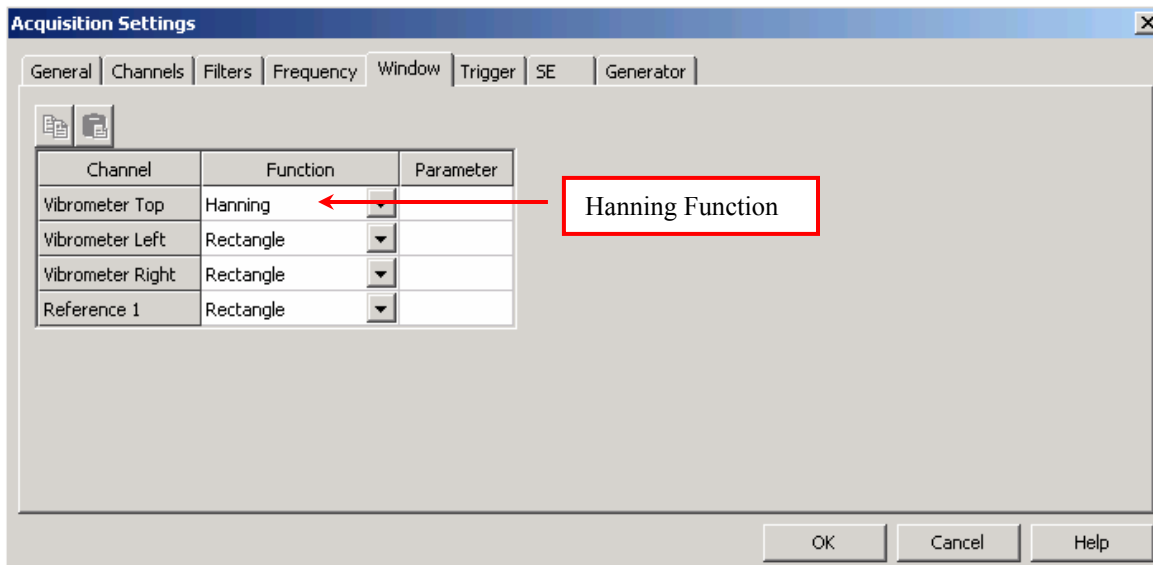 Acquisition Settings
General Channels Filters Frequency Window Trigger SE Generator
Channel Function Parameter
Vibrometer Top Hanning
Hanning Function
Vibrometer Left Rectangle
Vibrometer Right Rectangle
Reference 1 Rectangle
OK Cancel Help